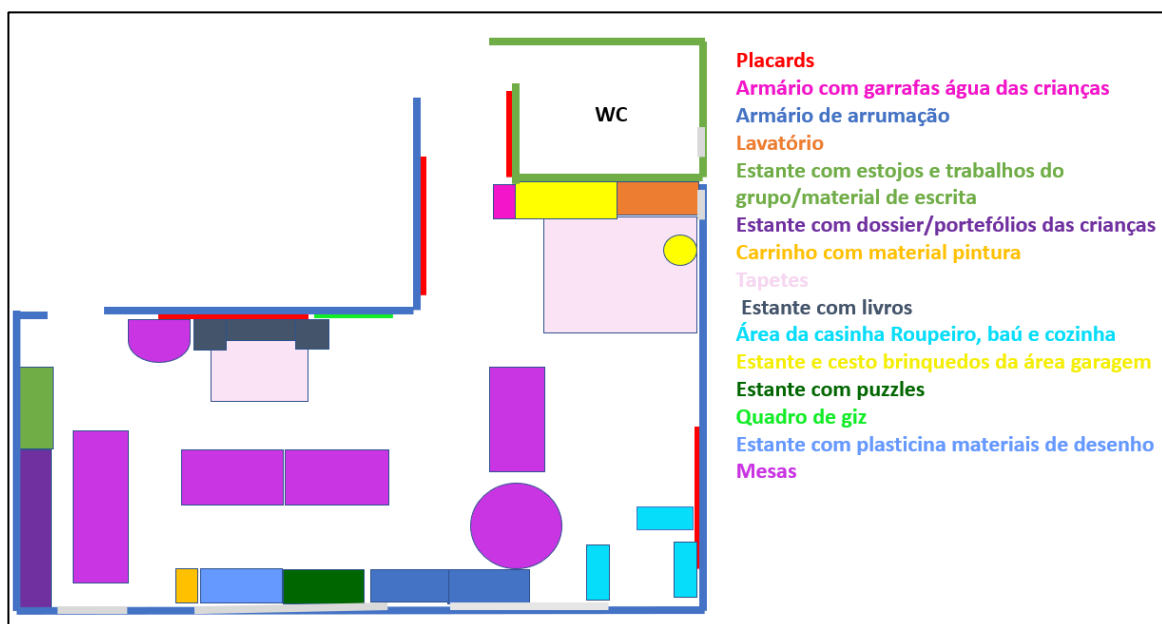 WC
Placards
Armário com garrafas água das crianças
Armário de arrumação
Lavatório
Estante com estojos e trabalhos do
grupo/material de escrita
Estante com dossier/portefólios das crianças
Carrinho com material pintura
Tapetes
Estante com livros
Área da casinha Roupeiro, baú e cozinha
Estante e cesto brinquedos da área garagem
Estante com puzzles
Quadro de giz
Estante com plasticina materiais de desenho
Mesas